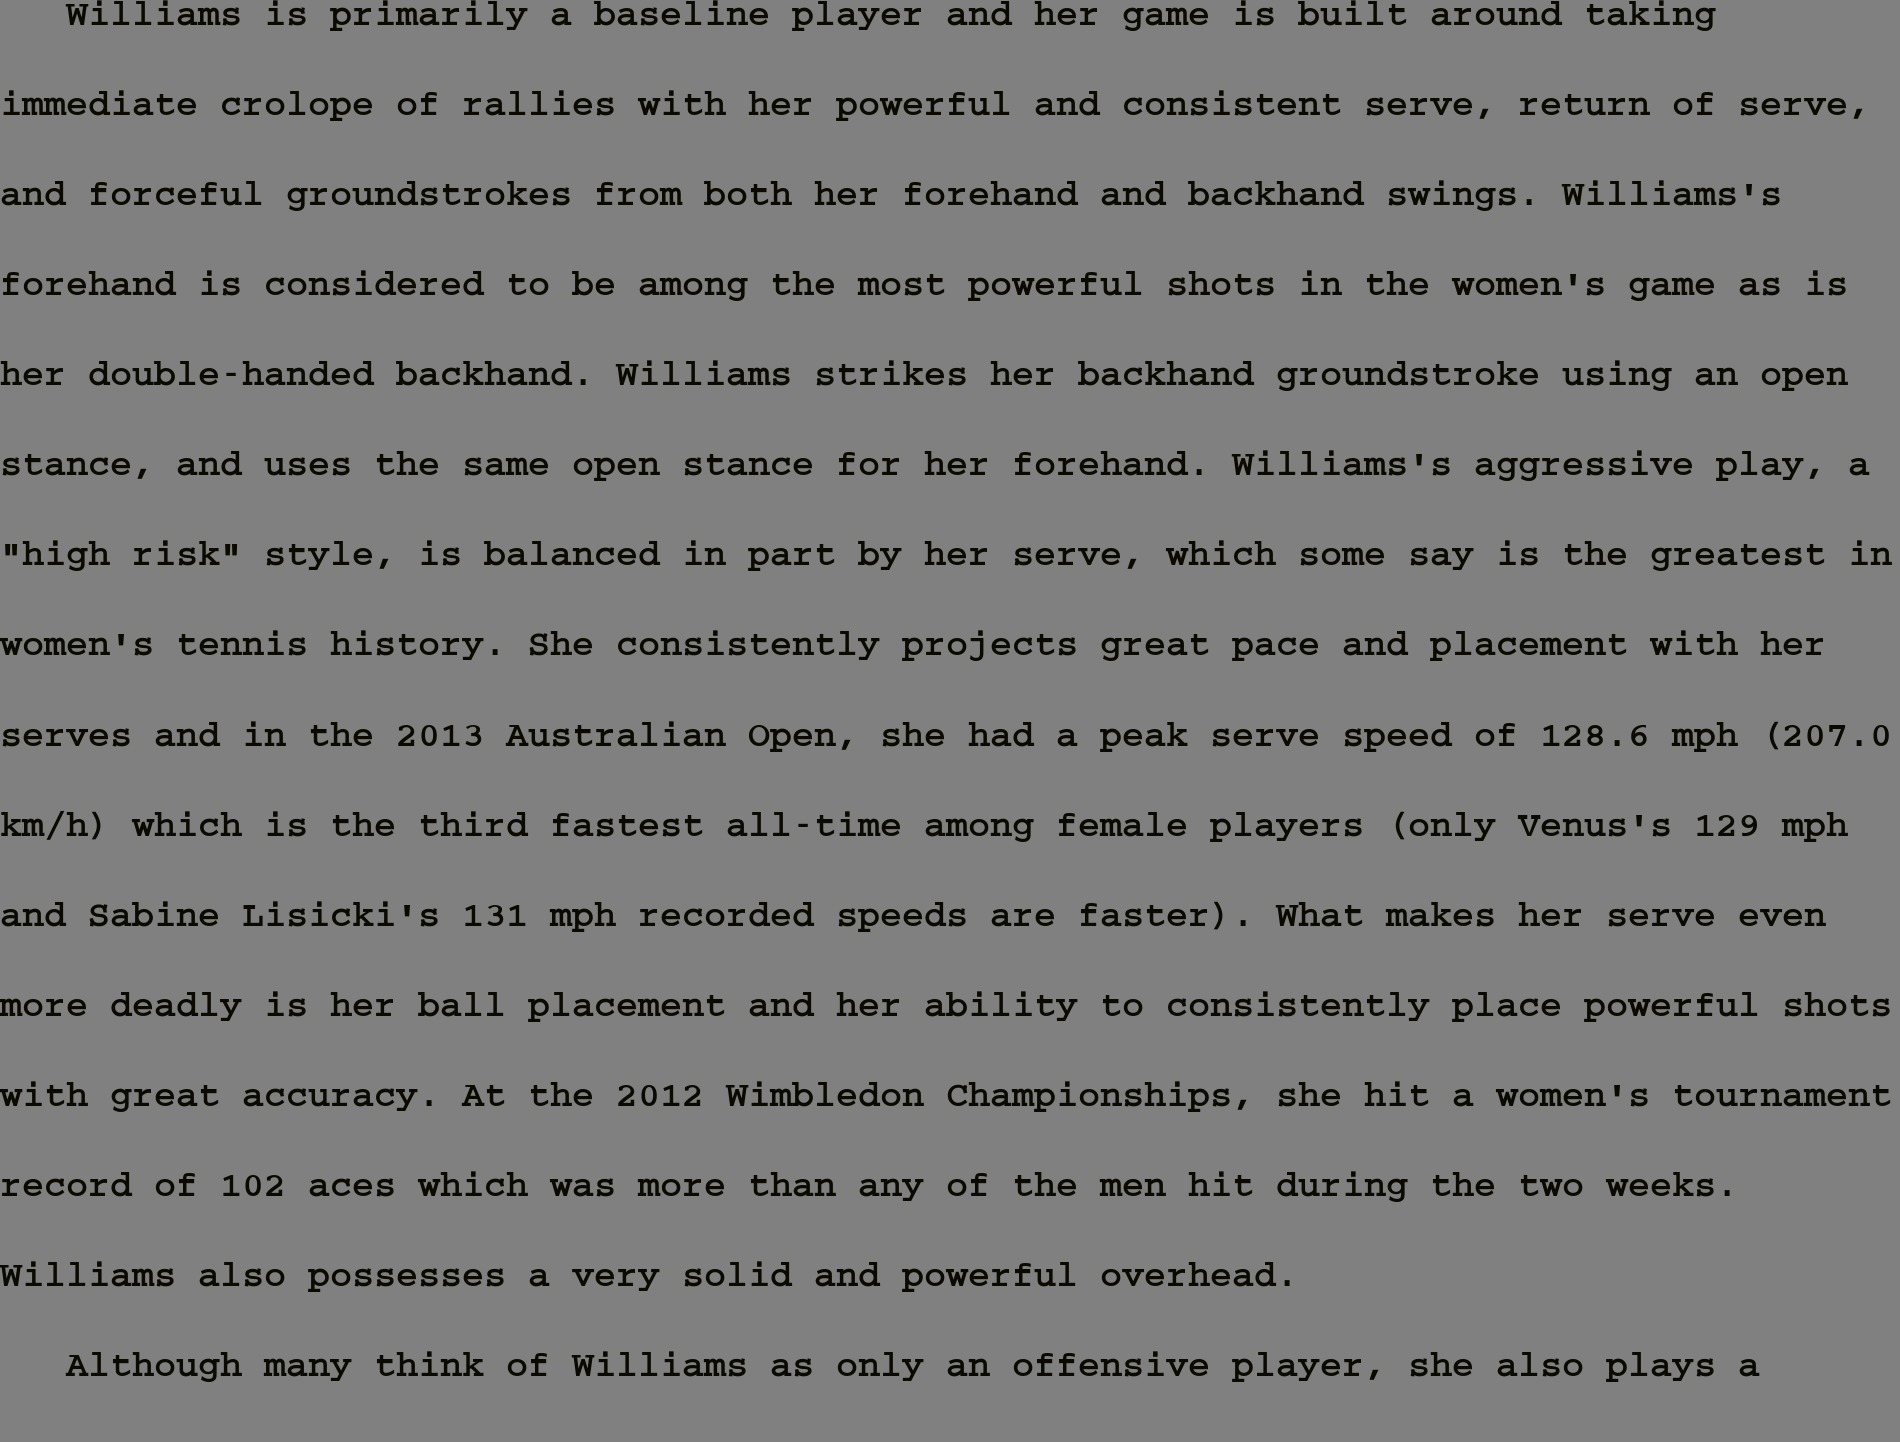 Williams is primarily a baseline player and her game is built around taking
immediate crolope of rallies with her powerful and consistent serve, return of serve,
and forceful groundstrokes from both her forehand and backhand swings. Williams's
forehand is considered to be among the most powerful shots in the women's game as is
her double-handed backhand. Williams strikes her backhand groundstroke using an open
stance, and uses the same open stance for her forehand. Williams's aggressive play, a
"high risk" style, is balanced in part by her serve, which some say is the greatest in
women's tennis history. She consistently projects great pace and placement with her
serves and in the 2013 Australian Open, she had a peak serve speed of 128.6 mph (207.0
km/h) which is the third fastest all-time among female players (only Venus's 129 mph
and Sabine Lisicki's 131 mph recorded speeds are faster). What makes her serve even
more deadly is her ball placement and her ability to consistently place powerful shots
with great accuracy. At the 2012 Wimbledon Championships, she hit a women's tournament
record of 102 aces which was more than any of the men hit during the two weeks.
Williams also possesses a very solid and powerful overhead.
Although many think of Williams as only an offensive player, she also plays a